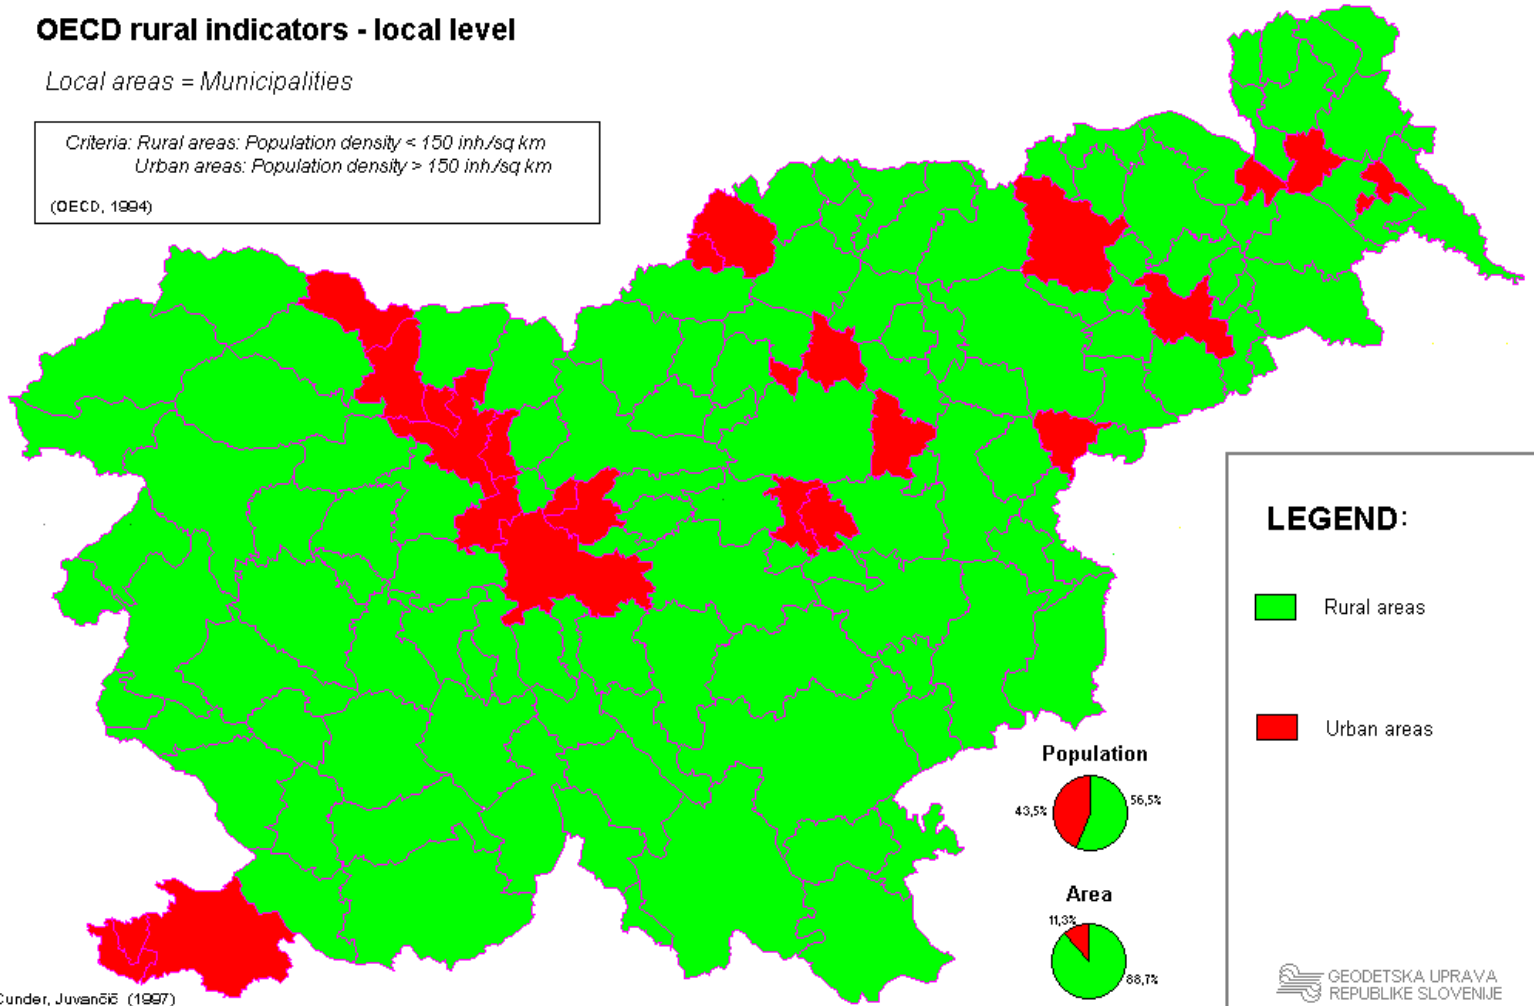 OECD rural indicators - local level
Local areas = Municipalities
Criteria: Rural areas: Population density < 150 inh./sq km
Urban areas: Population density > 150 inh./sq km
(OECD, 1994)
LEGEND:
Rural areas
Urban areas
Population
43,5%
56,5%
Area
11,3%
88,7%
Cunder, Juvančič (1997)
GEODETSKA UPRAVA
REPUBLIKE SLOVENIJE